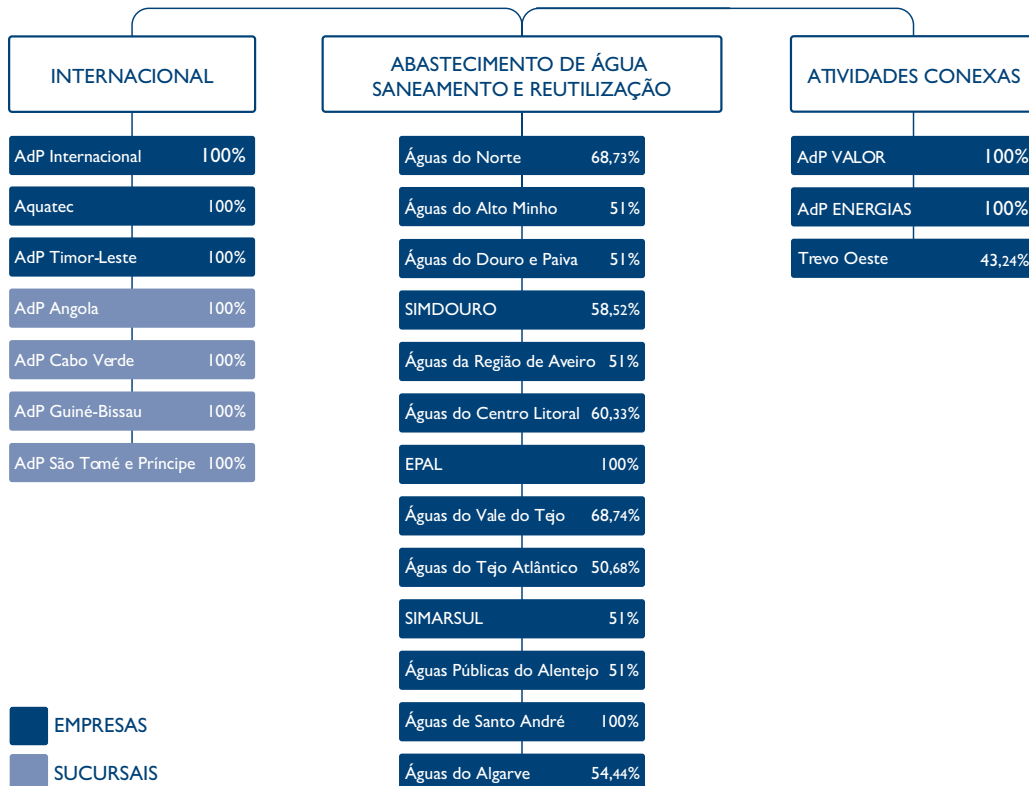 INTERNACIONAL
AdP Internacional 100%
Aquatec 100%
AdP Timor-Leste 100%
AdP Angola 100%
AdP Cabo Verde 100%
AdP Guiné-Bissau 100%
AdP São Tomé e Príncipe 100%
ABASTECIMENTO DE ÁGUA
SANEAMENTO E REUTILIZAÇÃO
Águas do Norte 68,73%
Águas do Alto Minho 51%
Águas do Douro e Paiva 51%
SIMDOURO 58,52%
Águas da Região de Aveiro 51%
Águas do Centro Litoral 60,33%
EPAL 100%
Águas do Vale do Tejo 68,74%
Águas do Tejo Atlântico 50,68%
SIMARSUL 51%
Águas Públicas do Alentejo 51%
Águas de Santo André 100%
Águas do Algarve 54,44%
ATIVIDADES CONEXAS
AdP VALOR 100%
AdP ENERGIAS 100%
Trevo Oeste 43,24%
EMPRESAS
SUCURSAIS